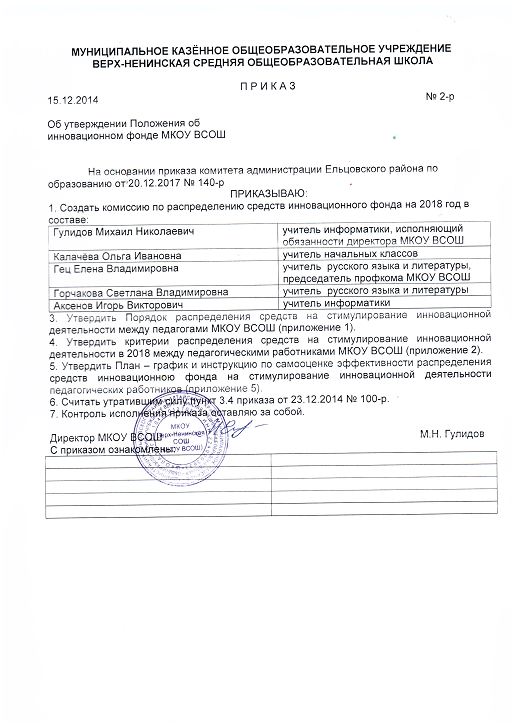 МУНИЦИПАЛЬНОЕ КАЗЁННОЕ ОБЩЕОБРАЗОВАТЕЛЬНОЕ УЧРЕЖДЕНИЕ
ВЕРХ-НЕНИНСКАЯ СРЕДНЯЯ ОБЩЕОБРАЗОВАТЕЛЬНАЯ ШКОЛА
П Р И К А З
15.12.2014 № 2-р
Об утверждении Положения об
инновационном фонде МКОУ ВСОШ
На основании приказа комитета администрации Ельцовского района по
образованию от 20.12.2017 № 140-р
ПРИКАЗЫВАЮ:
1. Создать комиссию по распределению средств инновационного фонда на 2018 год в
составе:
Гулидов Михаил Николаевич учитель информатики, исполняющий
обязанности директора МКОУ ВСОШ
Калачёва Ольга Ивановна учитель начальных классов
Гец Елена Владимировна учитель русского языка и литературы,
председатель профкома МКОУ ВСОШ
Горчакова Светлана Владимировна учитель русского языка и литературы
Аксенов Игорь Викторович учитель информатики
3. Утвердить Порядок распределения средств на стимулирование инновационной
деятельности между педагогами МКОУ ВСОШ (приложение 1).
4. Утвердить критерии распределения средств на стимулирование инновационной
деятельности в 2018 между педагогическими работниками МКОУ ВСОШ (приложение 2).
5. Утвердить План – график и инструкцию по самооценке эффективности распределения
средств инновационною фонда на стимулирование инновационной деятельности
педагогических работников (приложение 5).
6. Считать утратившим силу пункт 3.4 приказа от 23.12.2014 № 100-р.
7. Контроль исполнения приказа оставляю за собой.
Директор МКОУ ВСОШ М.Н. Гулидов
С приказом ознакомлены:
МКОУ
Верх-Ненинская
СОШ
(МКОУ ВСОШ)